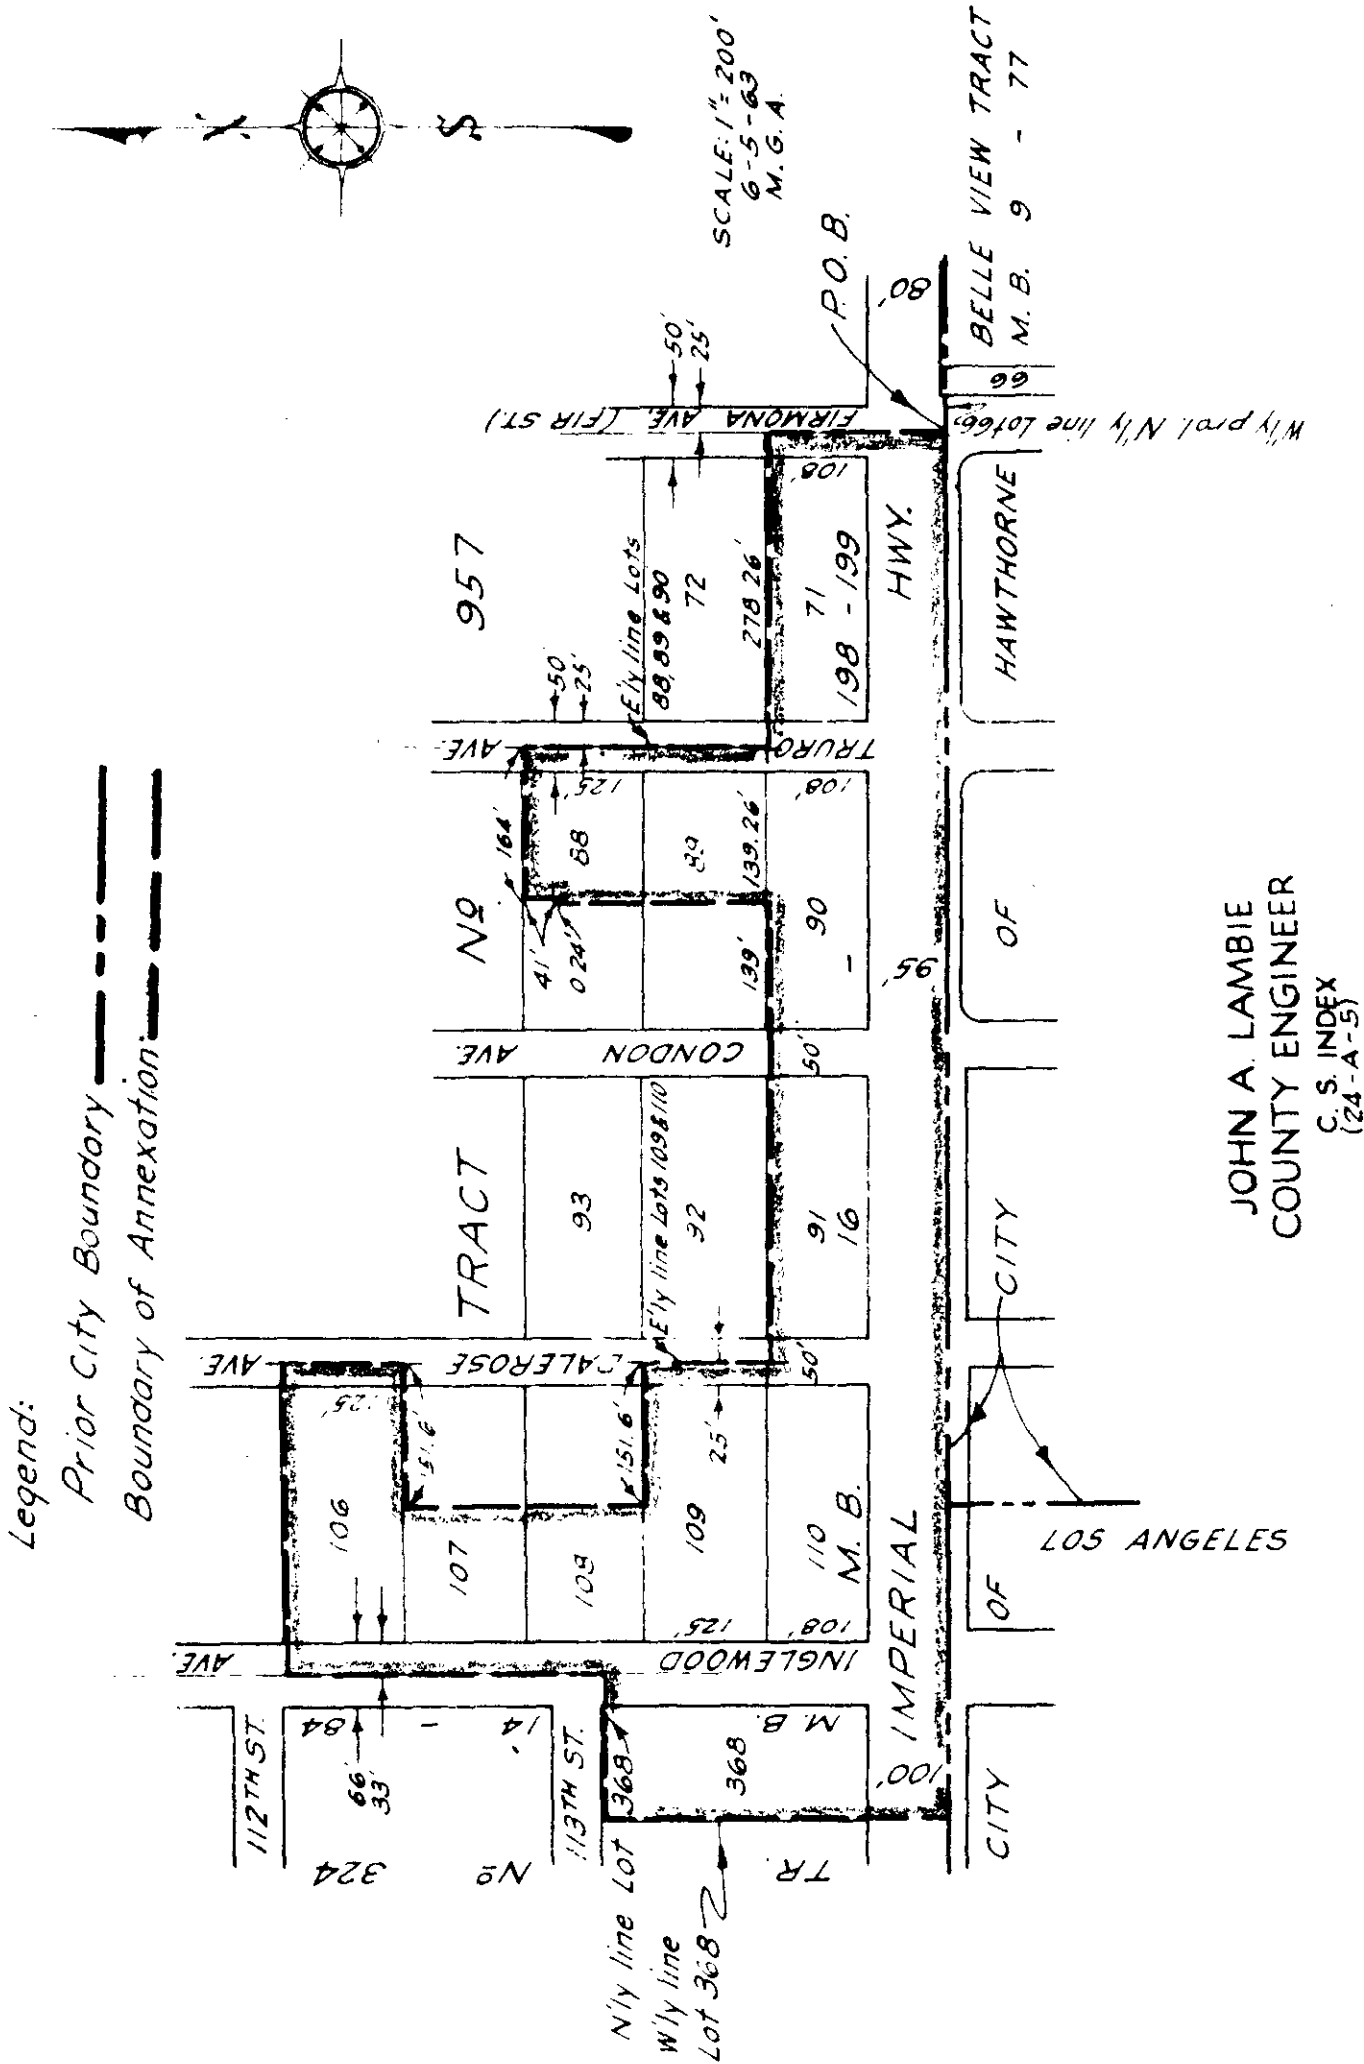 Legend:
Prior City Boundary
Boundary of Annexation
S
SCALE: 1"= 200'
6-5-63
M. G. A.
112TH ST.
113TH ST.
INGLEWOOD
AVE.
DALEROSE
AVE.
CONDON
AVE.
TRURO
AVE.
FIRMONA AVE. (FIR ST.)
TRACT Nº 957
M. B. 16 - 198 - 199
TR. Nº 324
M. B. 14 - 84
66'
33'
106
107
108
109
110
125'
125'
108'
151.6'
151.6'
25'
50'
E'ly line Lots 109 & 110
93
92
91
50'
41'
0.24'
164'
139'
139.26'
125'
108'
88
89
90
50'
25'
E'ly line Lots
88, 89 & 90
72
71
278.26'
108'
50'
25'
P.O.B.
80'
66
W'ly prol. N'ly line Lot 66
BELLE VIEW TRACT
M. B. 9 - 77
N'ly line Lot 368
W'ly line
Lot 368
368
100'
95'
IMPERIAL HWY.
CITY OF LOS ANGELES
CITY OF HAWTHORNE
JOHN A. LAMBIE
COUNTY ENGINEER
C. S. INDEX
(24-A-5)